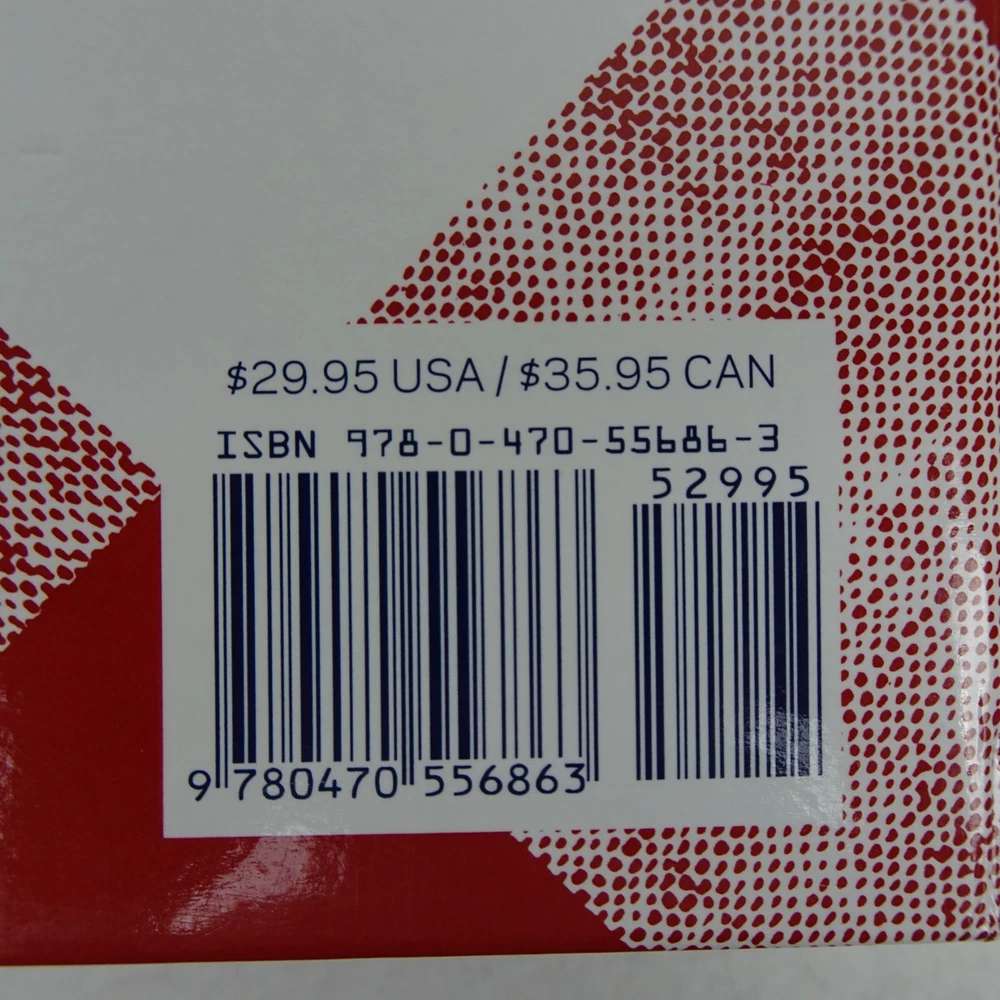 $29.95 USA / $35.95 CAN
ISBN 978-0-470-55686-3
52995
9 780470 556863